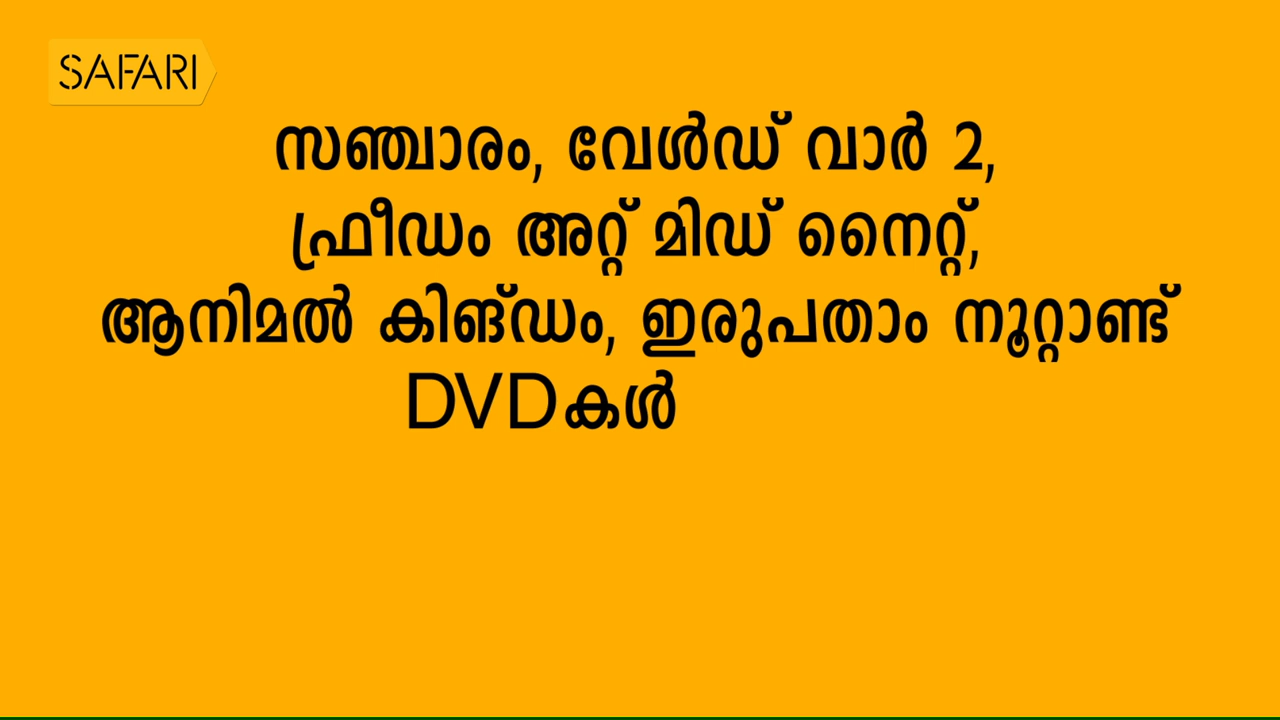 SAFARI
സഞ്ചാരം, വേൾഡ് വാർ 2,
ഫ്രീഡം അറ്റ് മിഡ് നൈറ്റ്,
ആനിമൽ കിങ്ഡം, ഇരുപതാം നൂറ്റാണ്ട്
DVDകൾ